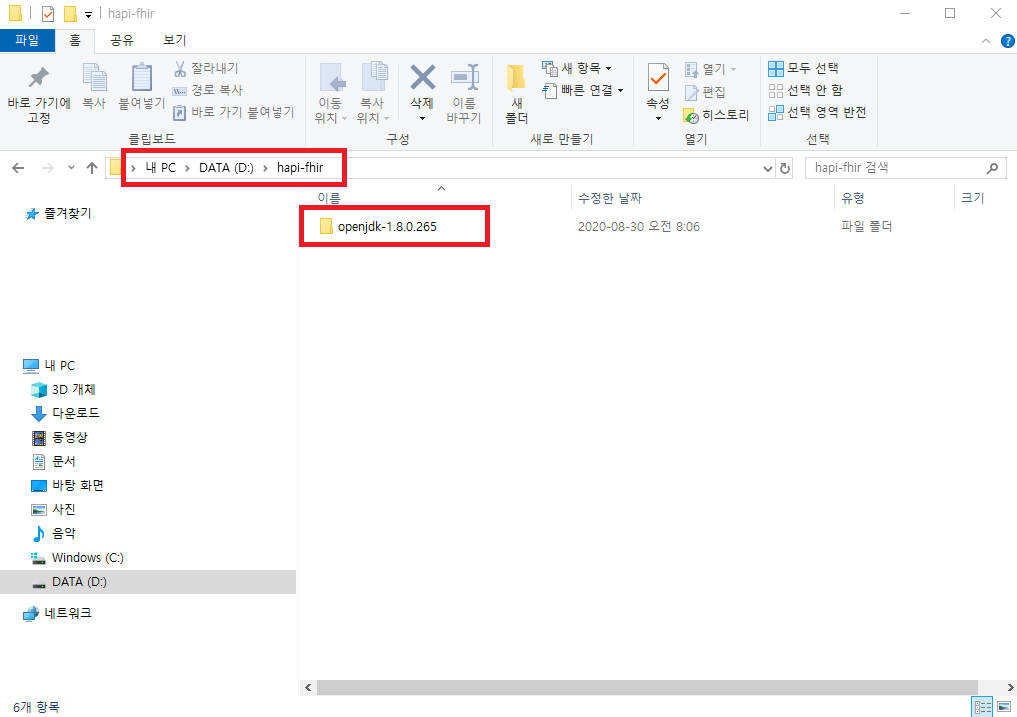 hapi-fhir
파일 홈 공유 보기
바로 가기에
고정
복사
붙여넣기
잘라내기
경로 복사
바로 가기 붙여넣기
클립보드
이동
위치
복사
위치
삭제
이름
바꾸기
구성
새
폴더
새 항목
빠른 연결
새로 만들기
속성
열기
편집
히스토리
열기
모두 선택
선택 안 함
선택 영역 반전
선택
내 PC > DATA (D:) > hapi-fhir
hapi-fhir 검색
이름 수정한 날짜 유형 크기
openjdk-1.8.0.265 2020-08-30 오전 8:06 파일 폴더
즐겨찾기
내 PC
3D 개체
다운로드
동영상
문서
바탕 화면
사진
음악
Windows (C:)
DATA (D:)
네트워크
6개 항목